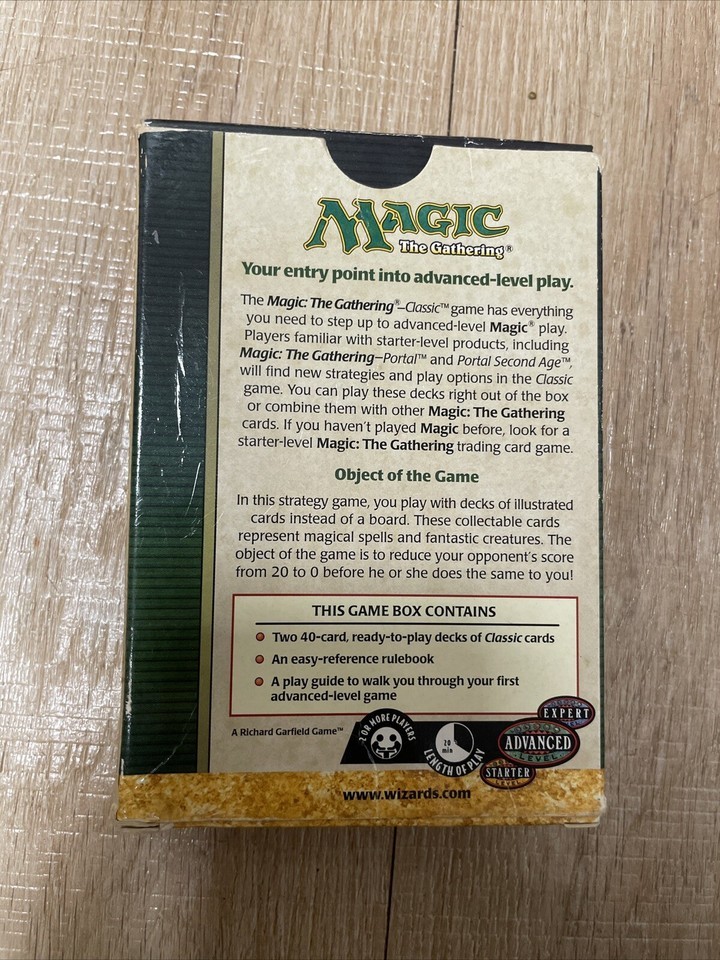 MAGIC
The Gathering®
Your entry point into advanced-level play.
The Magic: The Gathering®–Classic™ game has everything
you need to step up to advanced-level Magic® play.
Players familiar with starter-level products, including
Magic: The Gathering–Portal™ and Portal Second Age™,
will find new strategies and play options in the Classic
game. You can play these decks right out of the box
or combine them with other Magic: The Gathering
cards. If you haven't played Magic before, look for a
starter-level Magic: The Gathering trading card game.
Object of the Game
In this strategy game, you play with decks of illustrated
cards instead of a board. These collectable cards
represent magical spells and fantastic creatures. The
object of the game is to reduce your opponent's score
from 20 to 0 before he or she does the same to you!
THIS GAME BOX CONTAINS
Two 40-card, ready-to-play decks of Classic cards
An easy-reference rulebook
A play guide to walk you through your first
advanced-level game
A Richard Garfield Game™
2 OR MORE PLAYERS
20
min
LENGTH OF PLAY
EXPERT
ADVANCED
LEVEL
STARTER
LEVEL
www.wizards.com